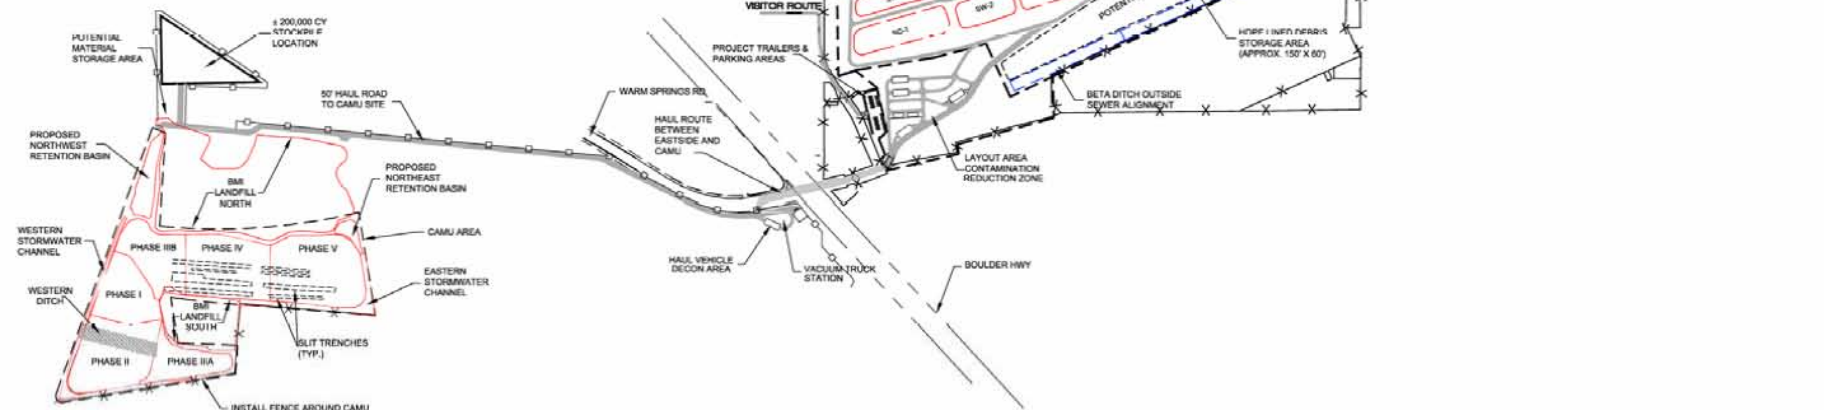 VISITOR ROUTE
± 200,000 CY
STOCKPILE
LOCATION
POTENTIAL
MATERIAL
STORAGE AREA
50' HAUL ROAD
TO CAMU SITE
PROPOSED
NORTHWEST
RETENTION BASIN
BMI
LANDFILL
NORTH
PROPOSED
NORTHEAST
RETENTION BASIN
WESTERN
STORMWATER
CHANNEL
PHASE IIIB
PHASE IV
PHASE V
CAMU AREA
EASTERN
STORMWATER
CHANNEL
WESTERN
DITCH
PHASE I
BMI
LANDFILL
SOUTH
SLIT TRENCHES
(TYP.)
PHASE II
PHASE IIIA
INSTALL FENCE AROUND CAMU
WARM SPRINGS RD.
HAUL ROUTE
BETWEEN
EASTSIDE AND
CAMU
PROJECT TRAILERS &
PARKING AREAS
SW-2
HAUL VEHICLE
DECON AREA
VACUUM TRUCK
STATION
BOULDER HWY
LAYOUT AREA
CONTAMINATION
REDUCTION ZONE
BETA DITCH OUTSIDE
SEWER ALIGNMENT
HDPE LINED DEBRIS
STORAGE AREA
(APPROX. 150' X 60')